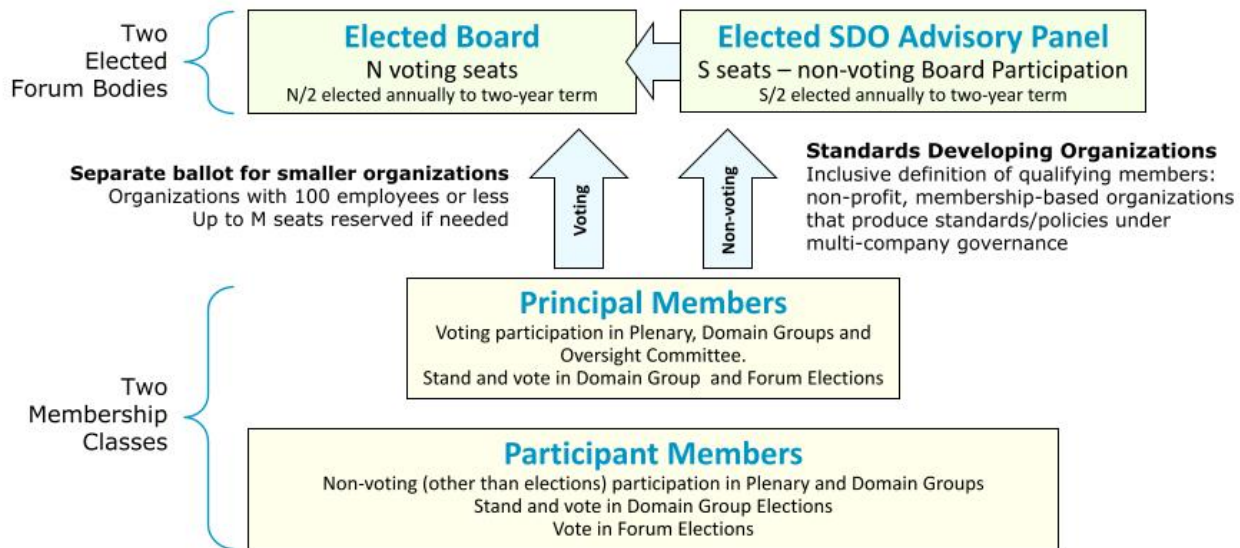 Two
Elected
Forum Bodies
Elected Board
N voting seats
N/2 elected annually to two-year term
Elected SDO Advisory Panel
S seats – non-voting Board Participation
S/2 elected annually to two-year term
Separate ballot for smaller organizations
Organizations with 100 employees or less
Up to M seats reserved if needed
Voting
Non-voting
Standards Developing Organizations
Inclusive definition of qualifying members:
non-profit, membership-based organizations
that produce standards/policies under
multi-company governance
Two
Membership
Classes
Principal Members
Voting participation in Plenary, Domain Groups and
Oversight Committee.
Stand and vote in Domain Group and Forum Elections
Participant Members
Non-voting (other than elections) participation in Plenary and Domain Groups
Stand and vote in Domain Group Elections
Vote in Forum Elections